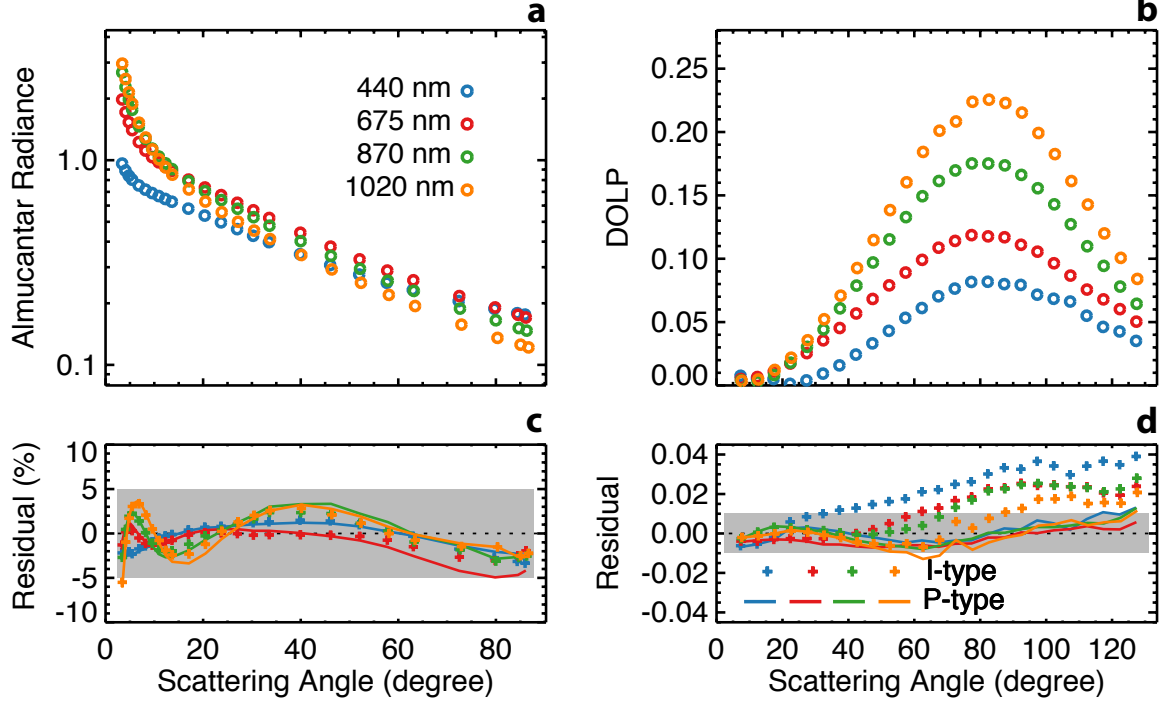 a
Almucantar Radiance
1.0
0.1
440 nm
675 nm
870 nm
1020 nm
b
DOLP
0.25
0.20
0.15
0.10
0.05
0.00
c
Residual (%)
10
5
0
-5
-10
0 20 40 60 80
Scattering Angle (degree)
d
Residual
0.04
0.02
0.00
-0.02
-0.04
I-type
P-type
0 20 40 60 80 100 120
Scattering Angle (degree)